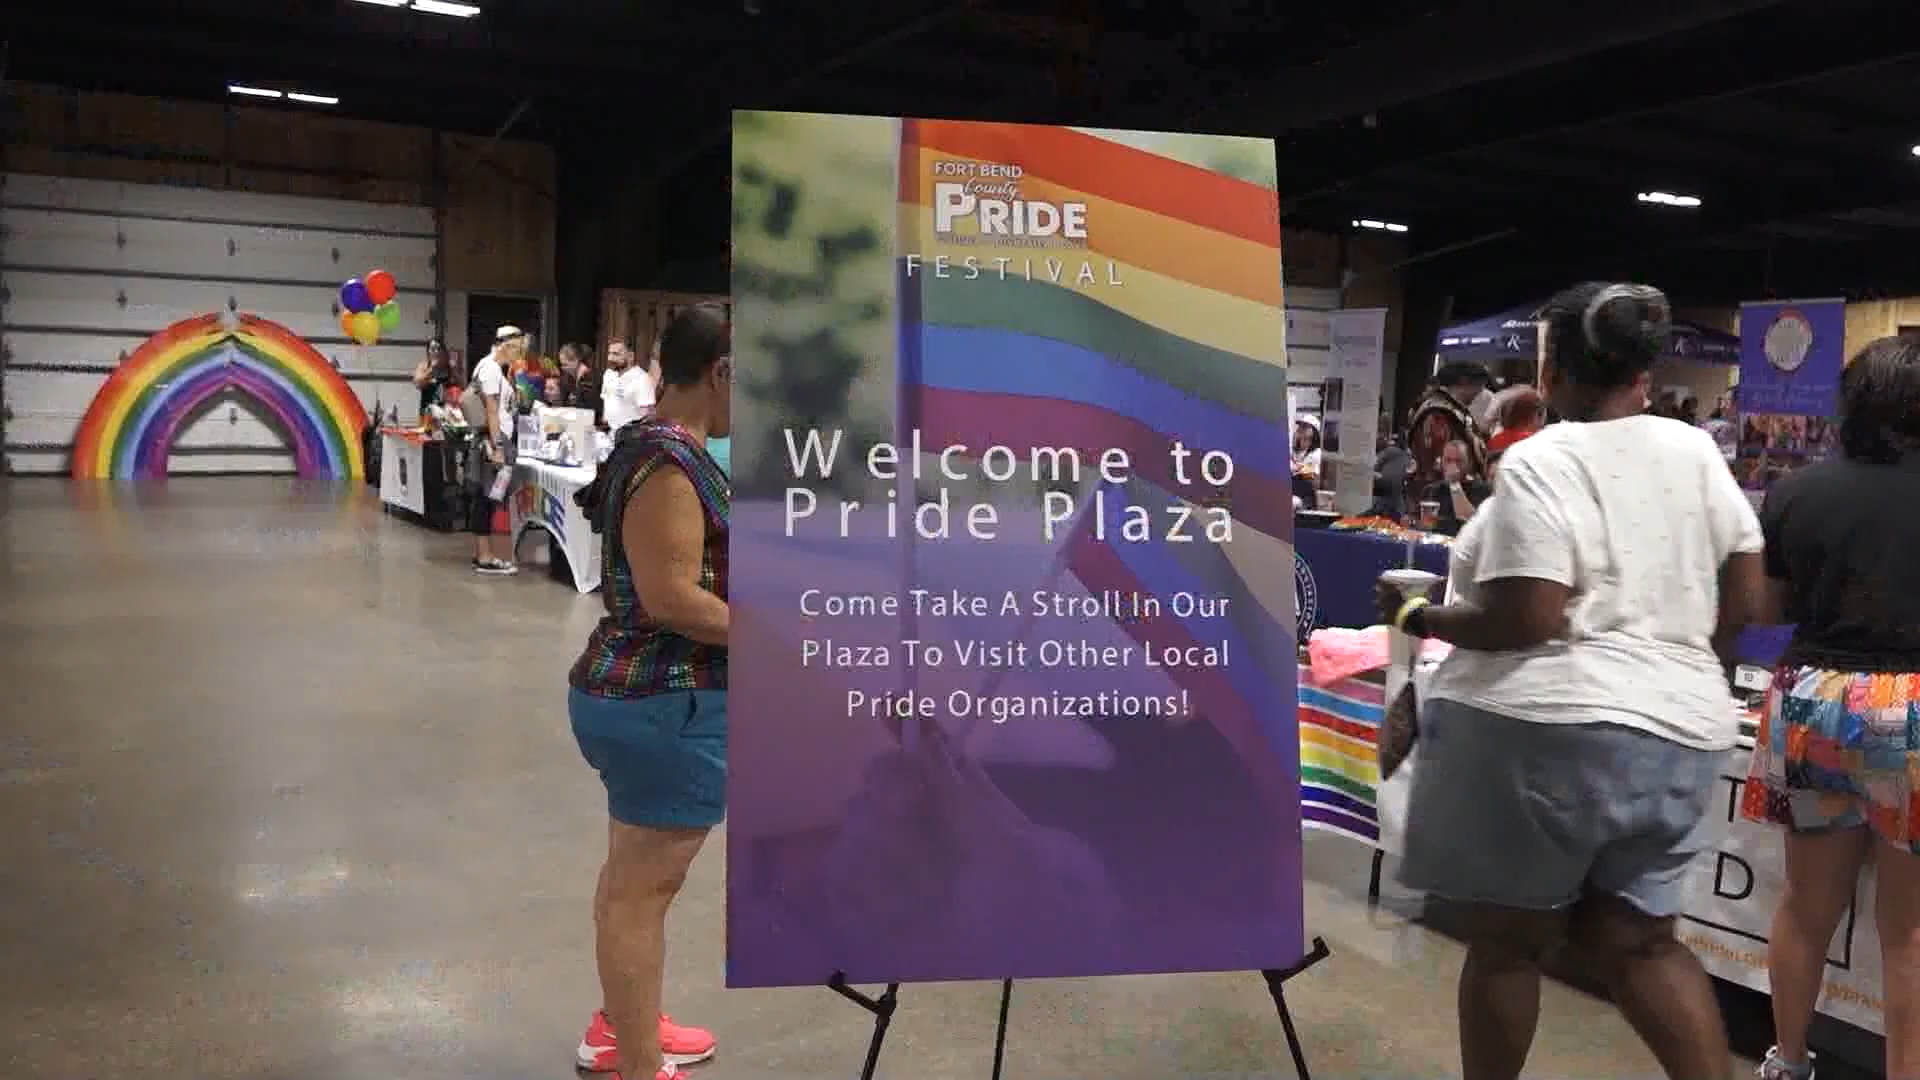 FORT BEND
County
PRIDE
FESTIVAL
Welcome to
Pride Plaza
Come Take A Stroll In Our
Plaza To Visit Other Local
Pride Organizations!
T
D